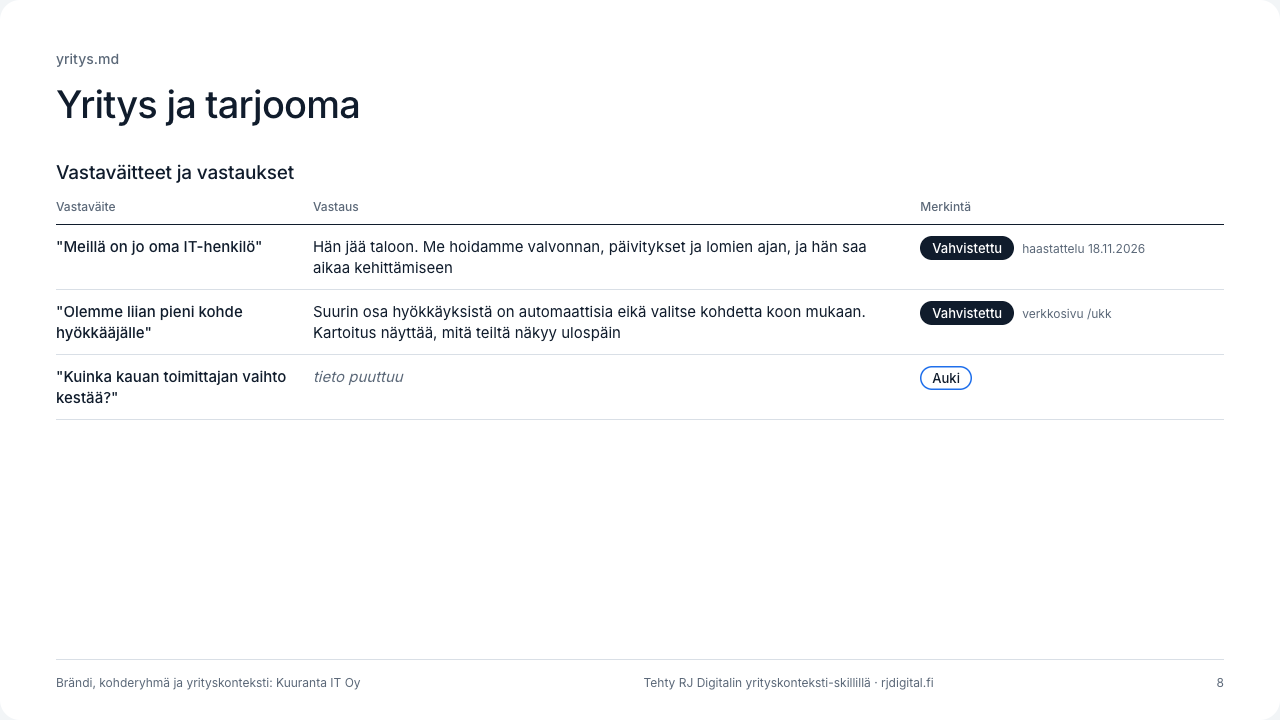 yritys.md
Yritys ja tarjooma
Vastaväitteet ja vastaukset
Vastaväite Vastaus Merkintä
"Meillä on jo oma IT-henkilö" Hän jää taloon. Me hoidamme valvonnan, päivitykset ja lomien ajan, ja hän saa Vahvistettu haastattelu 18.11.2026
aikaa kehittämiseen
"Olemme liian pieni kohde Suurin osa hyökkäyksistä on automaattisia eikä valitse kohdetta koon mukaan. Vahvistettu verkkosivu /ukk
hyökkääjälle" Kartoitus näyttää, mitä teiltä näkyy ulospäin
"Kuinka kauan toimittajan vaihto tieto puuttuu Auki
kestää?"
Brändi, kohderyhmä ja yrityskonteksti: Kuuranta IT Oy Tehty RJ Digitalin yrityskonteksti-skillillä · rjdigital.fi 8